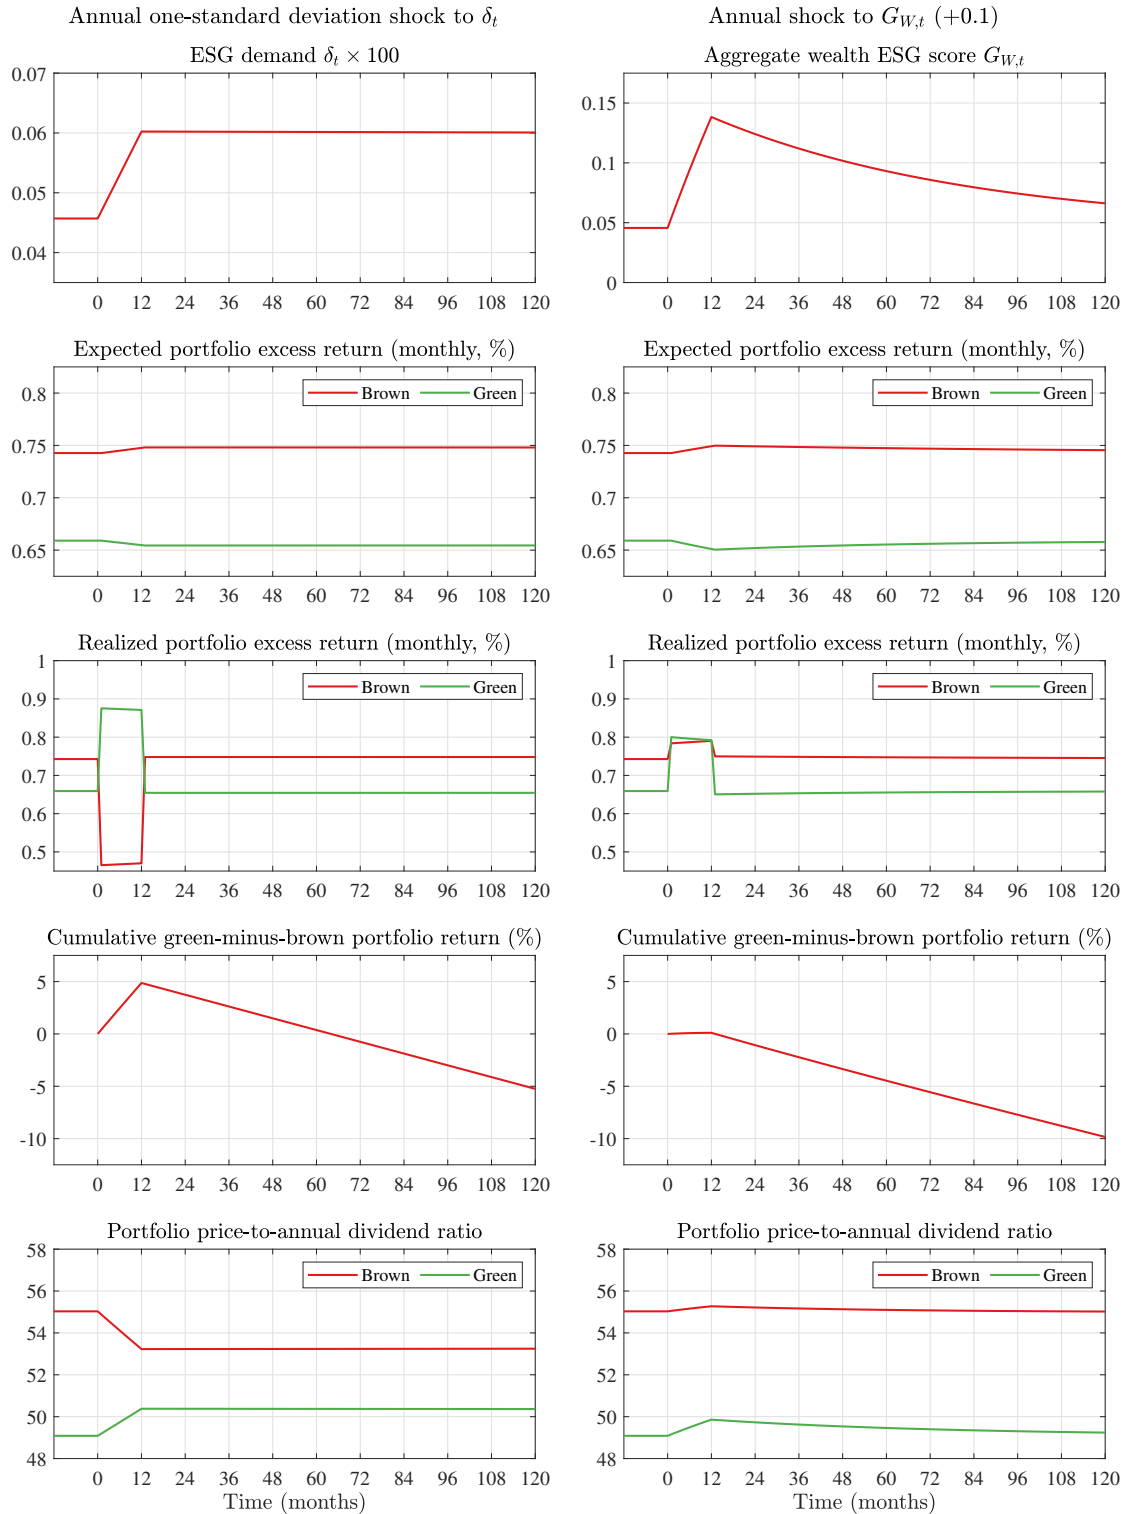 Annual one-standard deviation shock to δt
ESG demand δt × 100
0.07
0.06
0.05
0.04
0 12 24 36 48 60 72 84 96 108 120
Expected portfolio excess return (monthly, %)
Brown Green
0.8
0.75
0.7
0.65
0 12 24 36 48 60 72 84 96 108 120
Realized portfolio excess return (monthly, %)
Brown Green
1
0.9
0.8
0.7
0.6
0.5
0 12 24 36 48 60 72 84 96 108 120
Cumulative green-minus-brown portfolio return (%)
5
0
-5
-10
0 12 24 36 48 60 72 84 96 108 120
Portfolio price-to-annual dividend ratio
Brown Green
58
56
54
52
50
48
0 12 24 36 48 60 72 84 96 108 120
Time (months)
Annual shock to GW,t (+0.1)
Aggregate wealth ESG score GW,t
0.15
0.1
0.05
0
0 12 24 36 48 60 72 84 96 108 120
Expected portfolio excess return (monthly, %)
Brown Green
0.8
0.75
0.7
0.65
0 12 24 36 48 60 72 84 96 108 120
Realized portfolio excess return (monthly, %)
Brown Green
1
0.9
0.8
0.7
0.6
0.5
0 12 24 36 48 60 72 84 96 108 120
Cumulative green-minus-brown portfolio return (%)
5
0
-5
-10
0 12 24 36 48 60 72 84 96 108 120
Portfolio price-to-annual dividend ratio
Brown Green
58
56
54
52
50
48
0 12 24 36 48 60 72 84 96 108 120
Time (months)